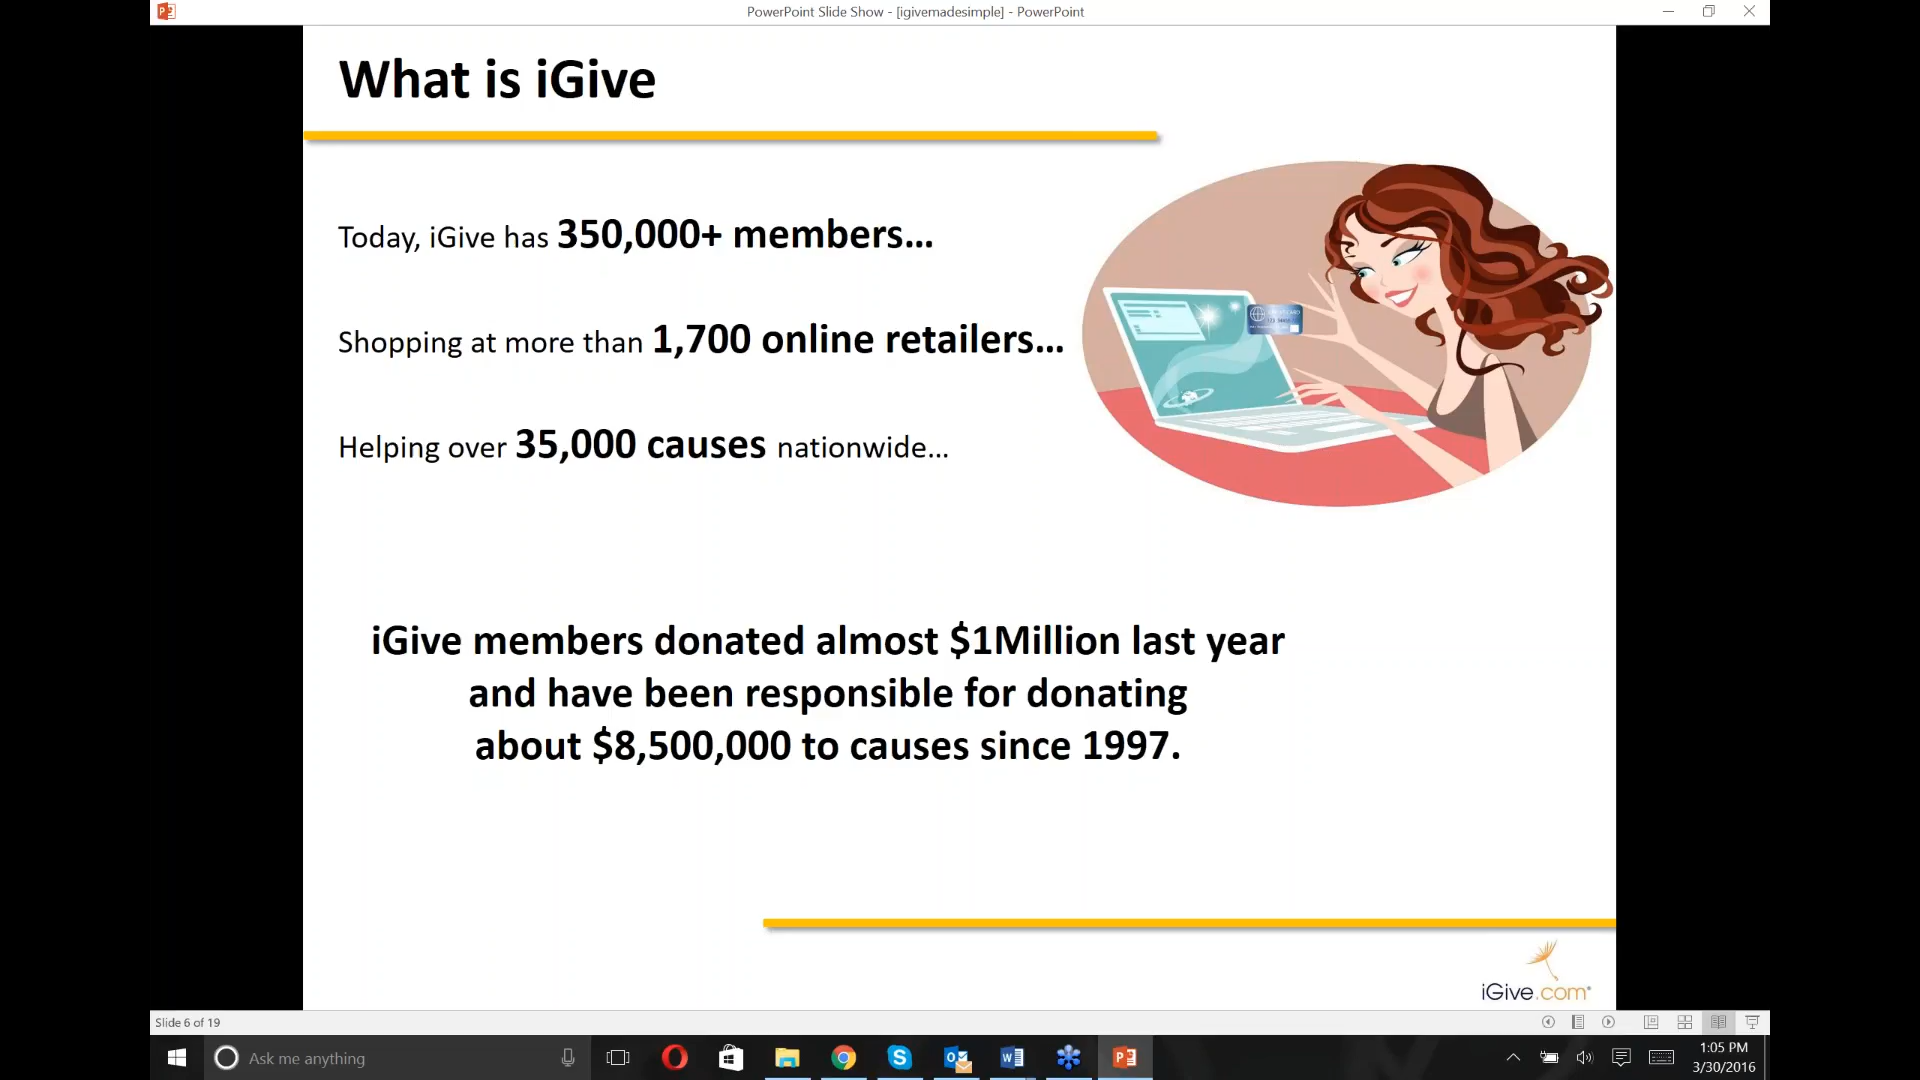 PowerPoint Slide Show - [igivemadesimple] - PowerPoint
What is iGive
Today, iGive has 350,000+ members…
Shopping at more than 1,700 online retailers…
Helping over 35,000 causes nationwide…
iGive members donated almost $1Million last year
and have been responsible for donating
about $8,500,000 to causes since 1997.
iGive.com®
Slide 6 of 19
Ask me anything
1:05 PM
3/30/2016